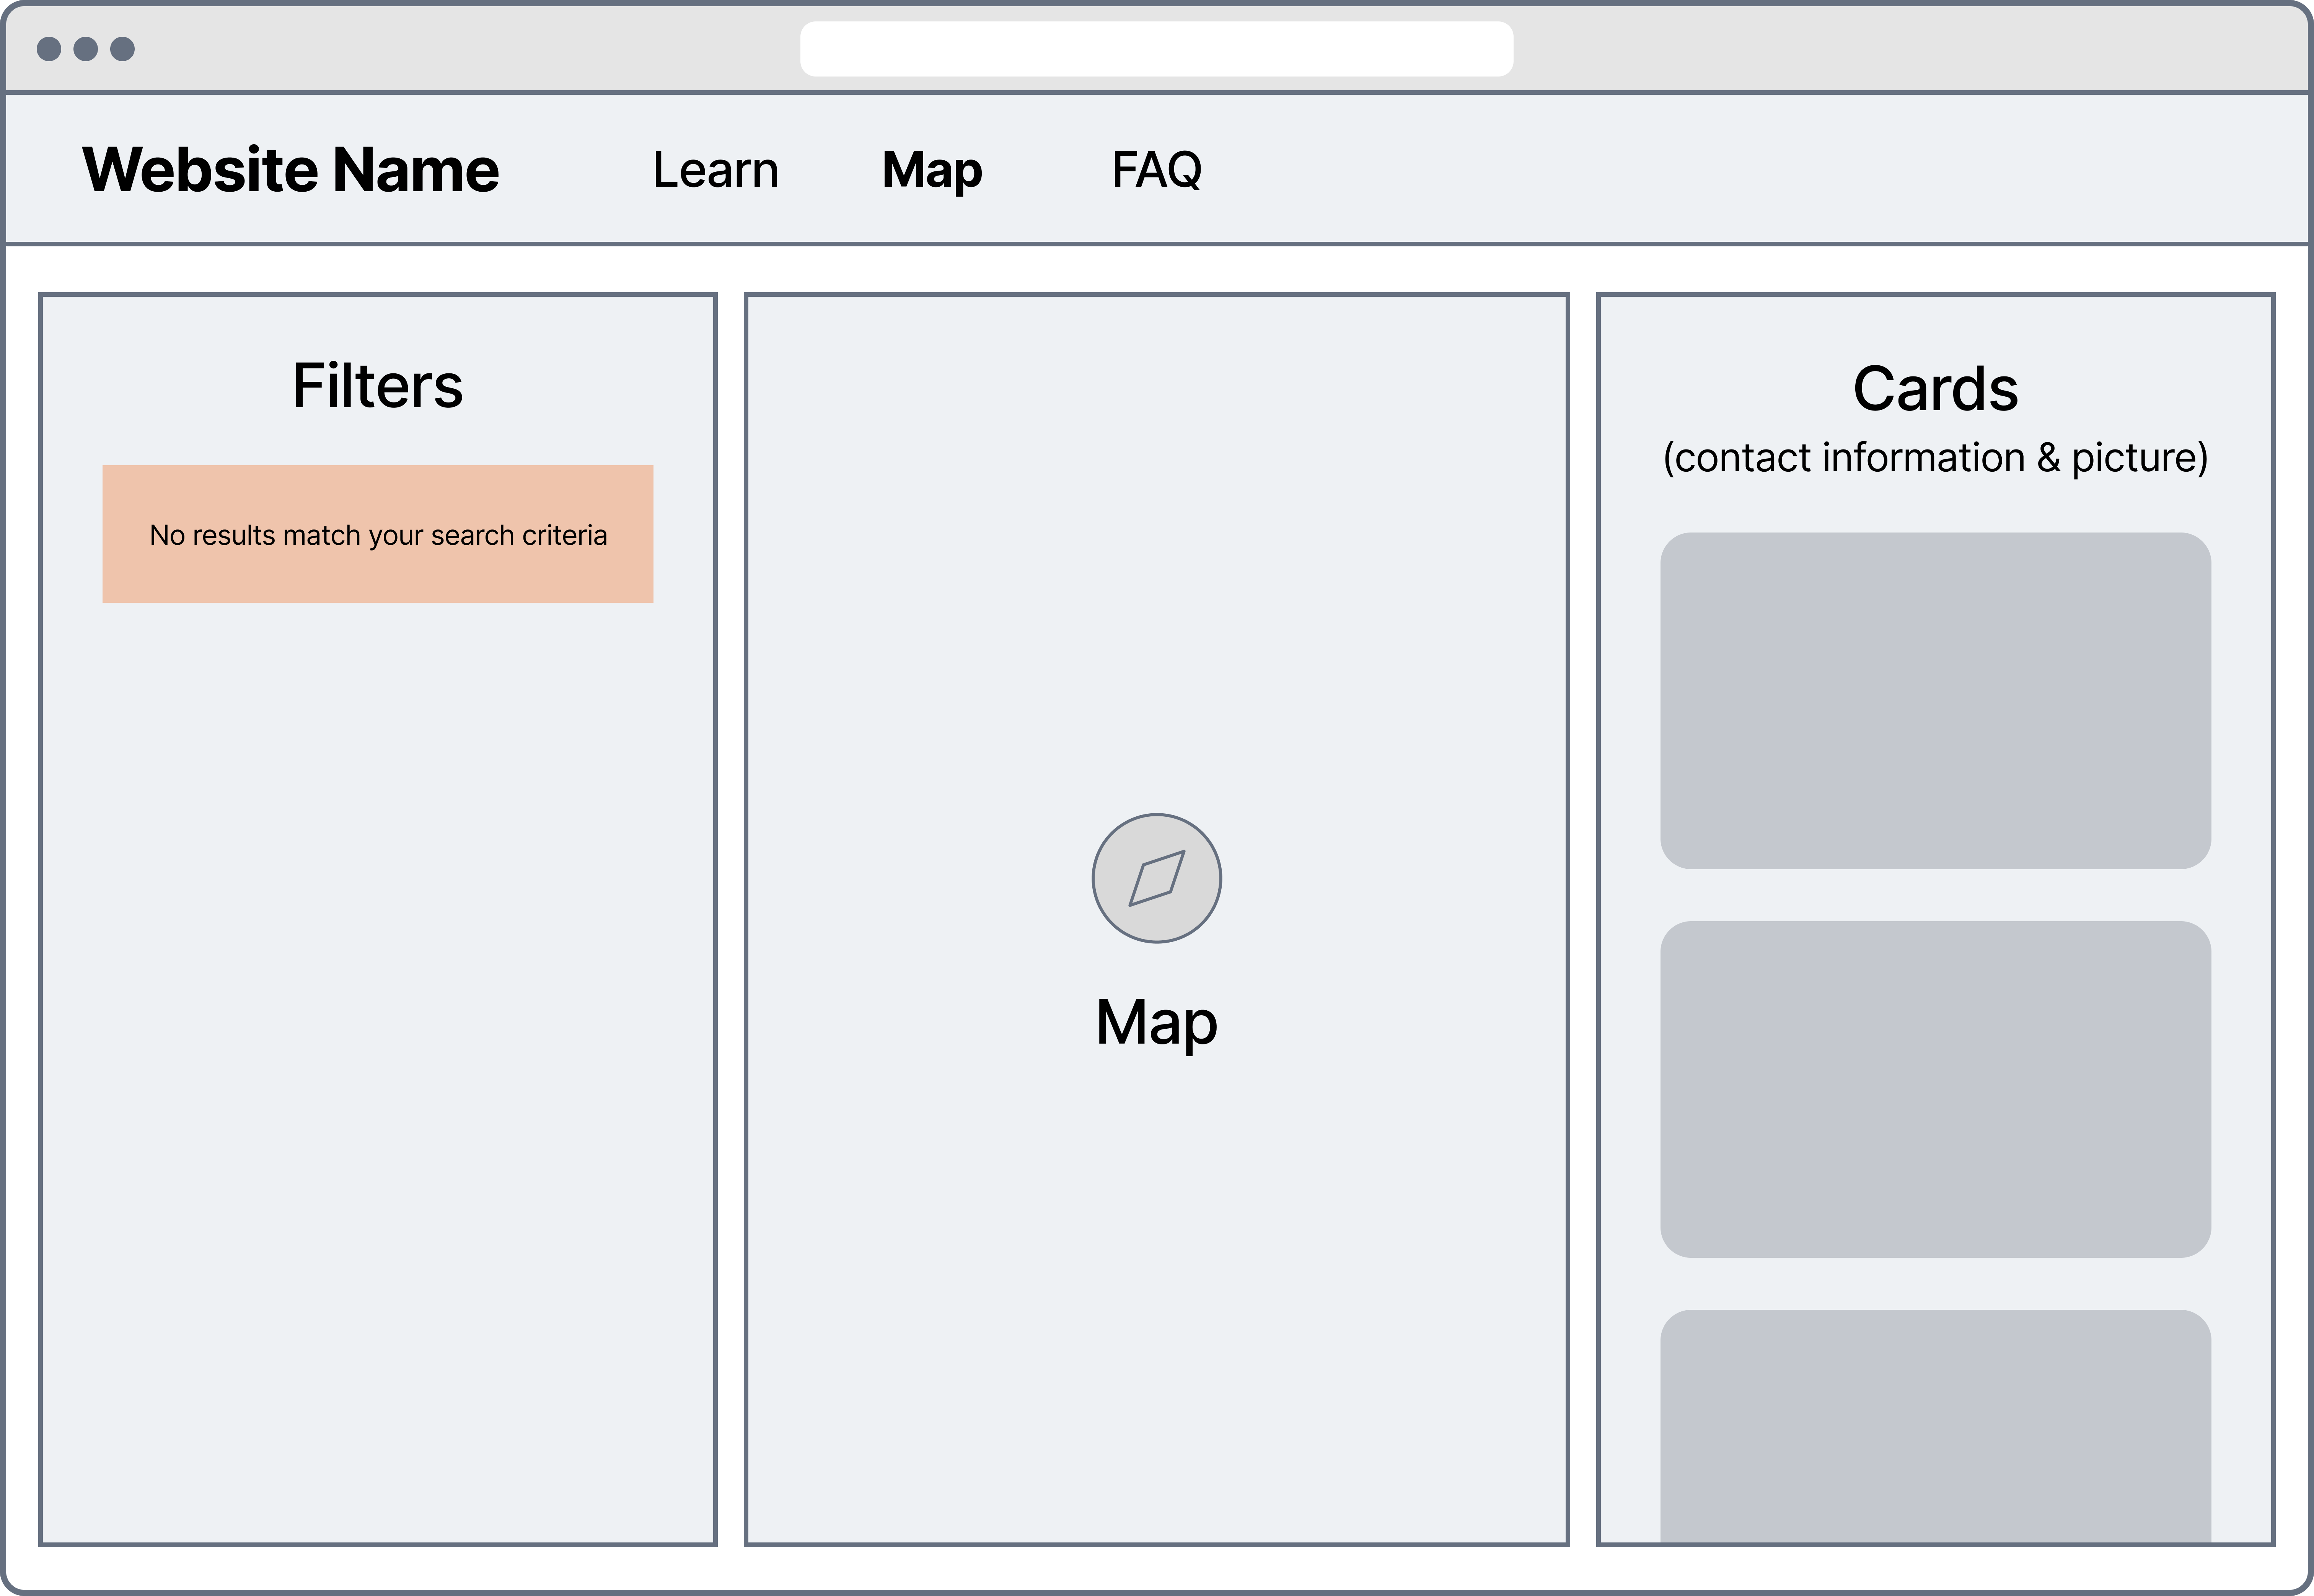 Website Name
Learn
Map
FAQ
Filters
No results match your search criteria
Map
Cards
(contact information & picture)